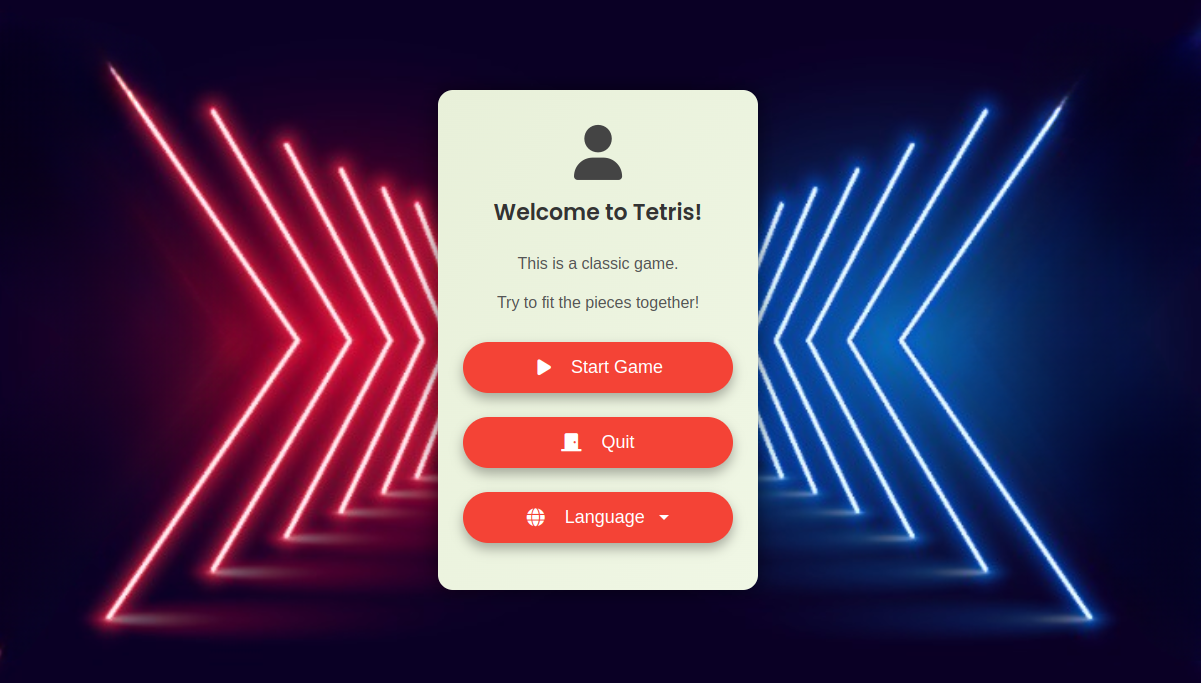 Welcome to Tetris!
This is a classic game.
Try to fit the pieces together!
Start Game
Quit
Language